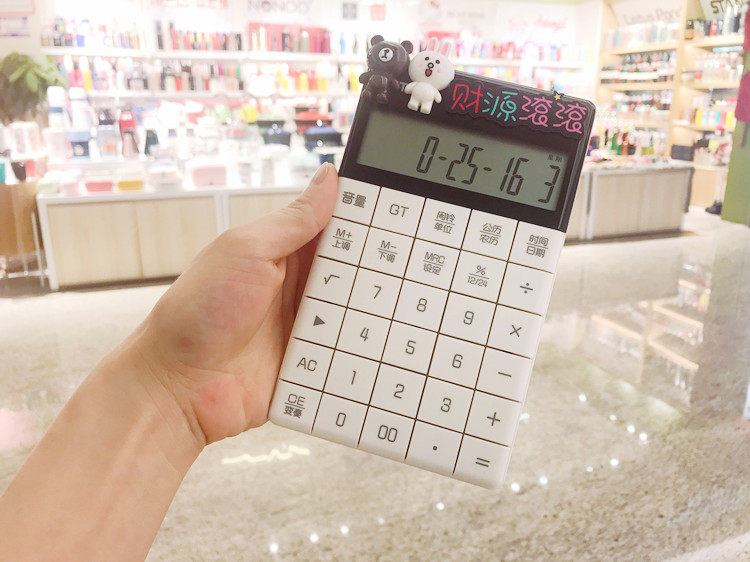 NONOO
财源滚滚
星期
0-25-16 3
音量 GT 闹铃 公历 时间
单位 农历 日期
M+ M- MRC % ÷
上调 下调 设定 12/24
√ 7 8 9 ×
▶ 4 5 6 −
AC 1 2 3 +
CE 0 00 . =
变奏